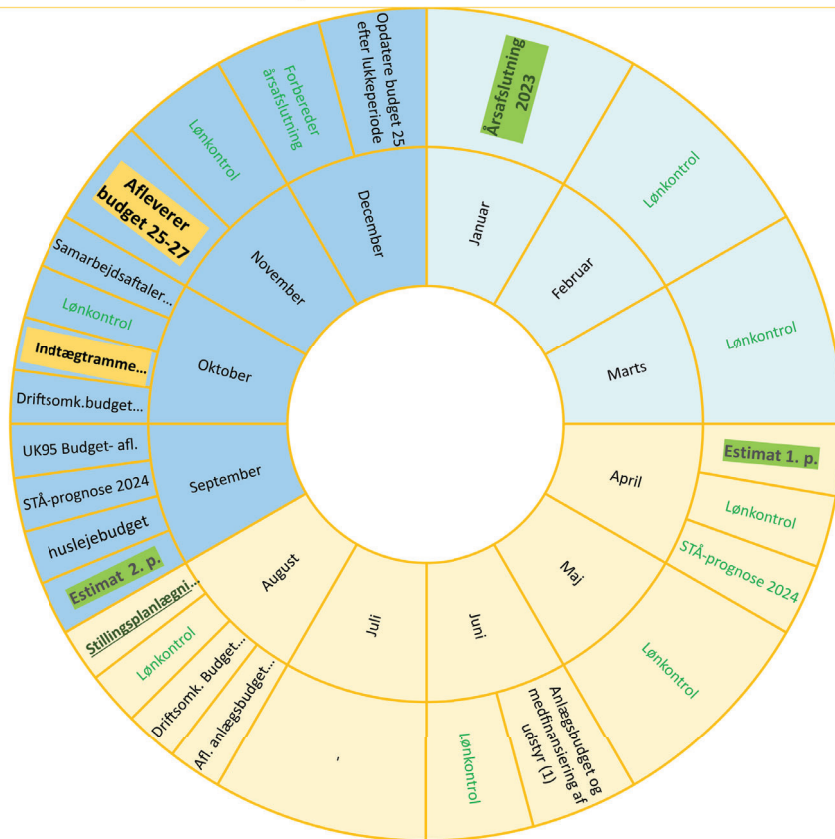 Januar
Årsafslutning
2023
Februar
Lønkontrol
Marts
Lønkontrol
April
Estimat 1. p.
Lønkontrol
STÅ-prognose 2024
Maj
Lønkontrol
Juni
Anlægsbudget og
medfinansiering af
udstyr (1)
Lønkontrol
Juli
-
August
Afl. anlægsbudget...
Driftsomk. Budget...
Lønkontrol
Stillingsplanlægni...
September
Estimat 2. p.
huslejebudget
STÅ-prognose 2024
UK95 Budget- afl.
Oktober
Driftsomk.budget...
Indtægtramme...
Lønkontrol
Samarbejdsaftaler...
November
Afleverer
budget 25-27
Lønkontrol
December
Forbereder
årsafslutning
Opdatere budget 25
efter lukkeperiode